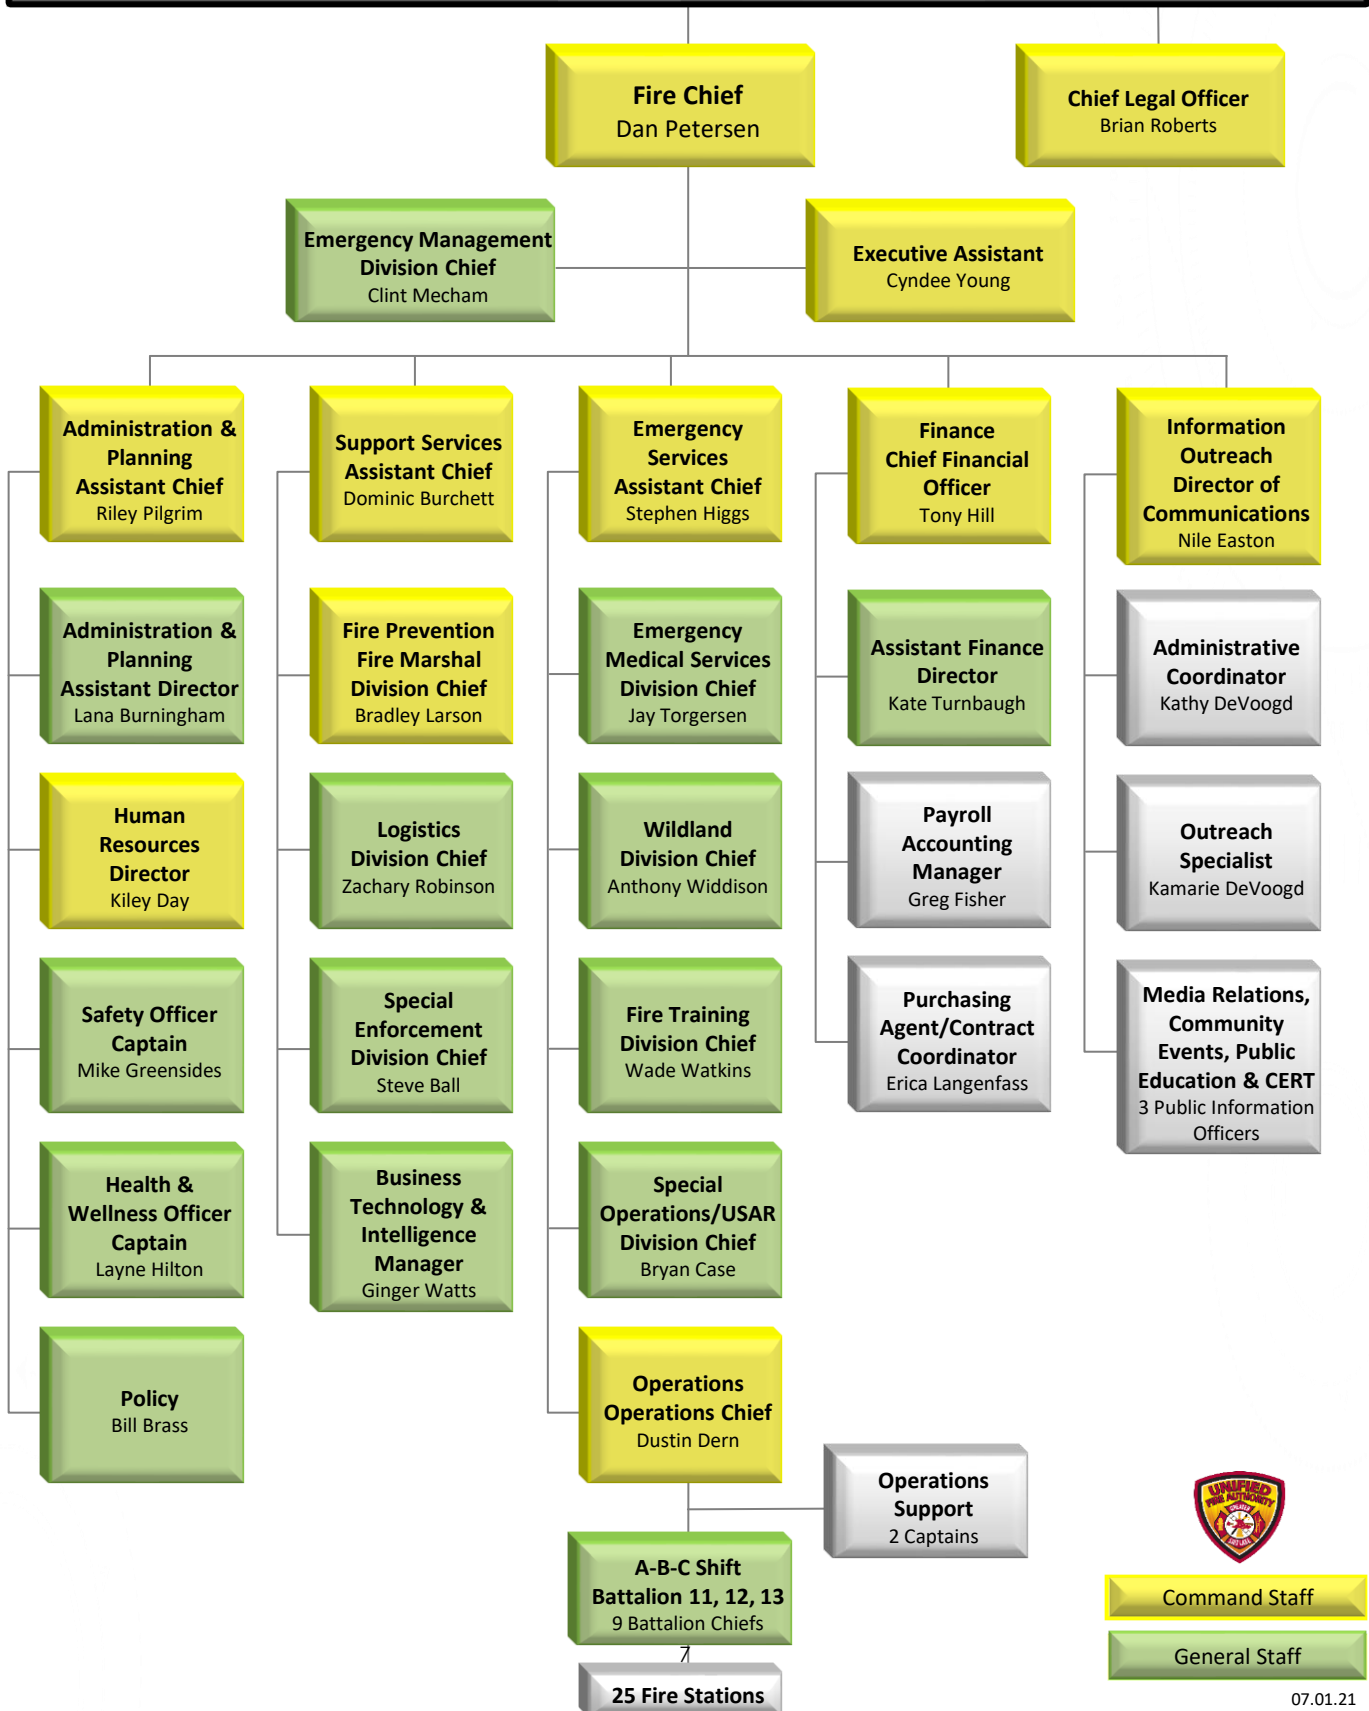 Fire Chief
Dan Petersen
Chief Legal Officer
Brian Roberts
Emergency Management
Division Chief
Clint Mecham
Executive Assistant
Cyndee Young
Administration &
Planning
Assistant Chief
Riley Pilgrim
Support Services
Assistant Chief
Dominic Burchett
Emergency
Services
Assistant Chief
Stephen Higgs
Finance
Chief Financial
Officer
Tony Hill
Information
Outreach
Director of
Communications
Nile Easton
Administration &
Planning
Assistant Director
Lana Burningham
Fire Prevention
Fire Marshal
Division Chief
Bradley Larson
Emergency
Medical Services
Division Chief
Jay Torgersen
Assistant Finance
Director
Kate Turnbaugh
Administrative
Coordinator
Kathy DeVoogd
Human
Resources
Director
Kiley Day
Logistics
Division Chief
Zachary Robinson
Wildland
Division Chief
Anthony Widdison
Payroll
Accounting
Manager
Greg Fisher
Outreach
Specialist
Kamarie DeVoogd
Safety Officer
Captain
Mike Greensides
Special
Enforcement
Division Chief
Steve Ball
Fire Training
Division Chief
Wade Watkins
Purchasing
Agent/Contract
Coordinator
Erica Langenfass
Media Relations,
Community
Events, Public
Education & CERT
3 Public Information
Officers
Health &
Wellness Officer
Captain
Layne Hilton
Business
Technology &
Intelligence
Manager
Ginger Watts
Special
Operations/USAR
Division Chief
Bryan Case
Policy
Bill Brass
Operations
Operations Chief
Dustin Dern
Operations
Support
2 Captains
UNIFIED
FIRE AUTHORITY
GREATER
SALT LAKE
A-B-C Shift
Battalion 11, 12, 13
9 Battalion Chiefs
Command Staff
General Staff
7
25 Fire Stations
07.01.21